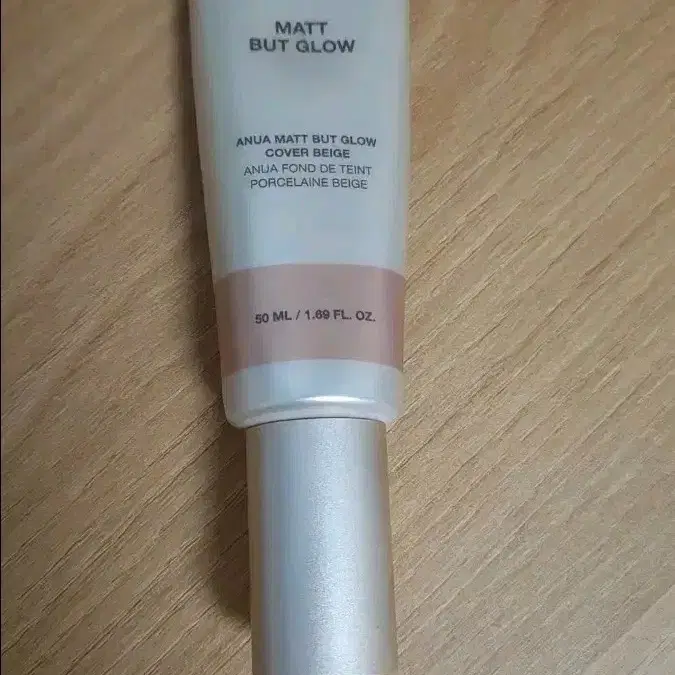 MATT
BUT GLOW
ANUA MATT BUT GLOW
COVER BEIGE
ANUA FOND DE TEINT
PORCELAINE BEIGE
50 ML / 1.69 FL. OZ.